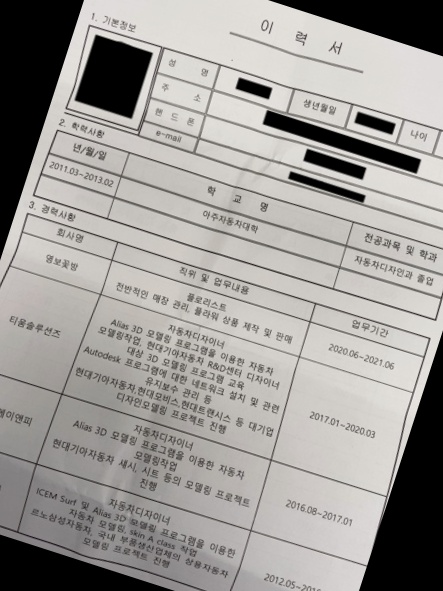 이 력 서
1. 기본정보
성 명
생년월일
나이
주 소
핸 드 폰
e-mail
2. 학력사항
년/월/일
학 교 명
전공과목 및 학과
2011.03~2013.02
아주자동차대학
자동차디자인과 졸업
3. 경력사항
회사명
직위 및 업무내용
업무기간
영보꽃방
플로리스트
전반적인 매장 관리, 플라워 상품 제작 및 판매
2020.06~2021.06
타움솔루션즈
자동차디자이너
Alias 3D 모델링 프로그램을 이용한 자동차
모델링작업, 현대기아자동차 R&D센터 디자이너
대상 3D 모델링 프로그램 교육
Autodesk 프로그램에 대한 네트워크 설치 및 관련
유지보수 관리 등
현대기아자동차,현대모비스,현대트랜시스 등 대기업
디자인모델링 프로젝트 진행
2017.01~2020.03
에이앤피
자동차디자이너
Alias 3D 모델링 프로그램을 이용한 자동차
모델링작업
현대기아자동차 섀시, 시트 등의 모델링 프로젝트
진행
2016.08~2017.01
자동차디자이너
ICEM Surf 및 Alias 3D 모델링 프로그램을 이용한
자동차 모델링, skin A class 작업
르노삼성자동차, 국내 부품생산업체의 상용자동차
모델링 프로젝트 진행
2012.05~201